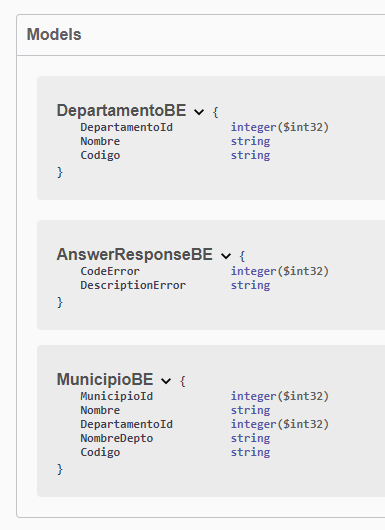 Models
DepartamentoBE {
DepartamentoId integer($int32)
Nombre string
Codigo string
}
AnswerResponseBE {
CodeError integer($int32)
DescriptionError string
}
MunicipioBE {
MunicipioId integer($int32)
Nombre string
DepartamentoId integer($int32)
NombreDepto string
Codigo string
}